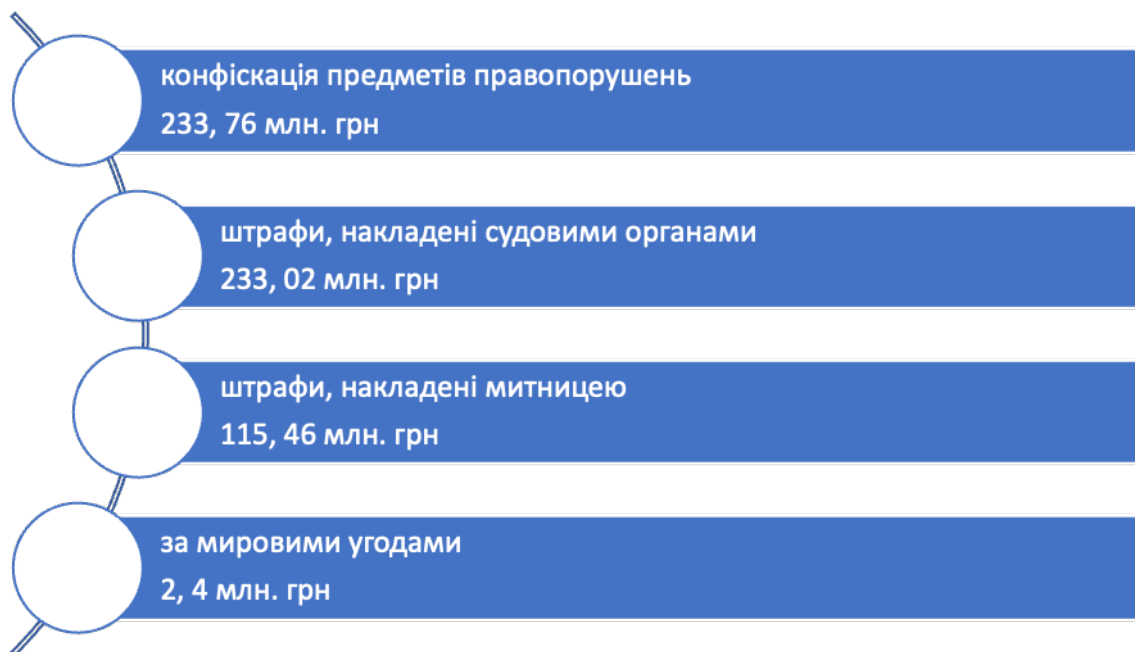 конфіскація предметів правопорушень
233, 76 млн. грн
штрафи, накладені судовими органами
233, 02 млн. грн
штрафи, накладені митницею
115, 46 млн. грн
за мировими угодами
2, 4 млн. грн